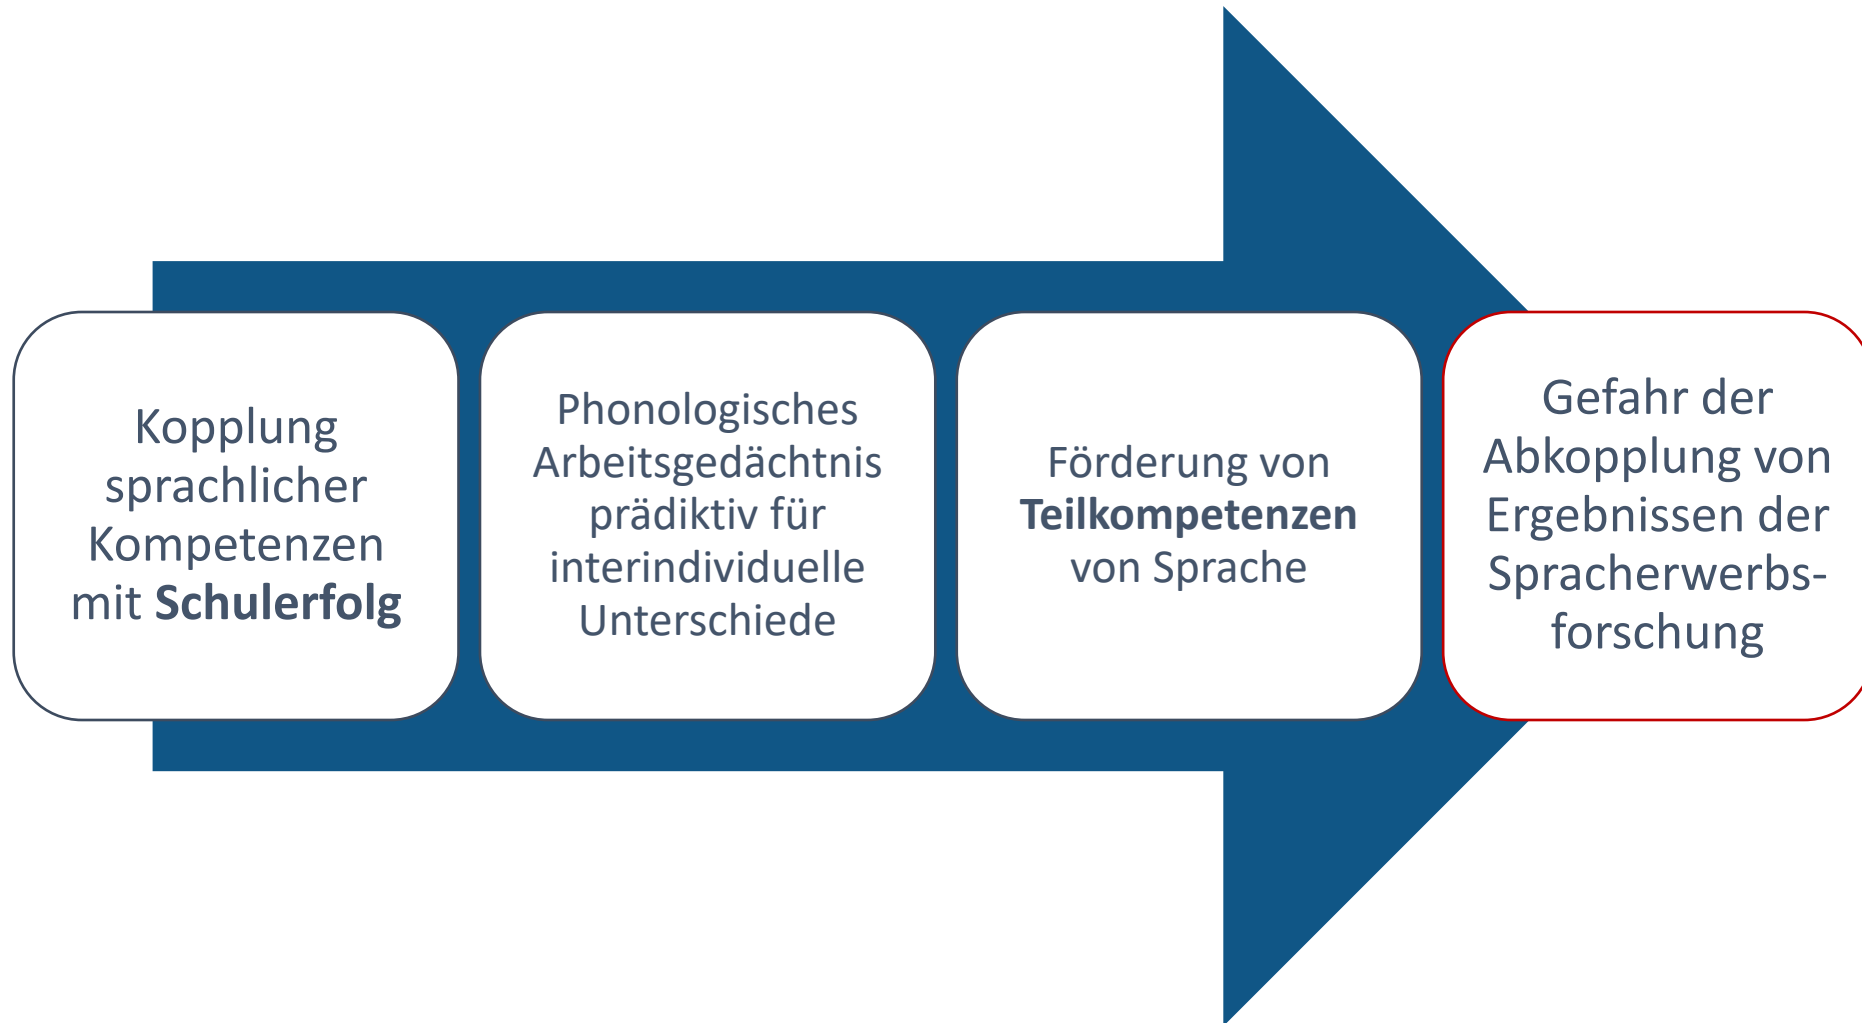 Kopplung
sprachlicher
Kompetenzen
mit Schulerfolg
Phonologisches
Arbeitsgedächtnis
prädiktiv für
interindividuelle
Unterschiede
Förderung von
Teilkompetenzen
von Sprache
Gefahr der
Abkopplung von
Ergebnissen der
Spracherwerbs-
forschung